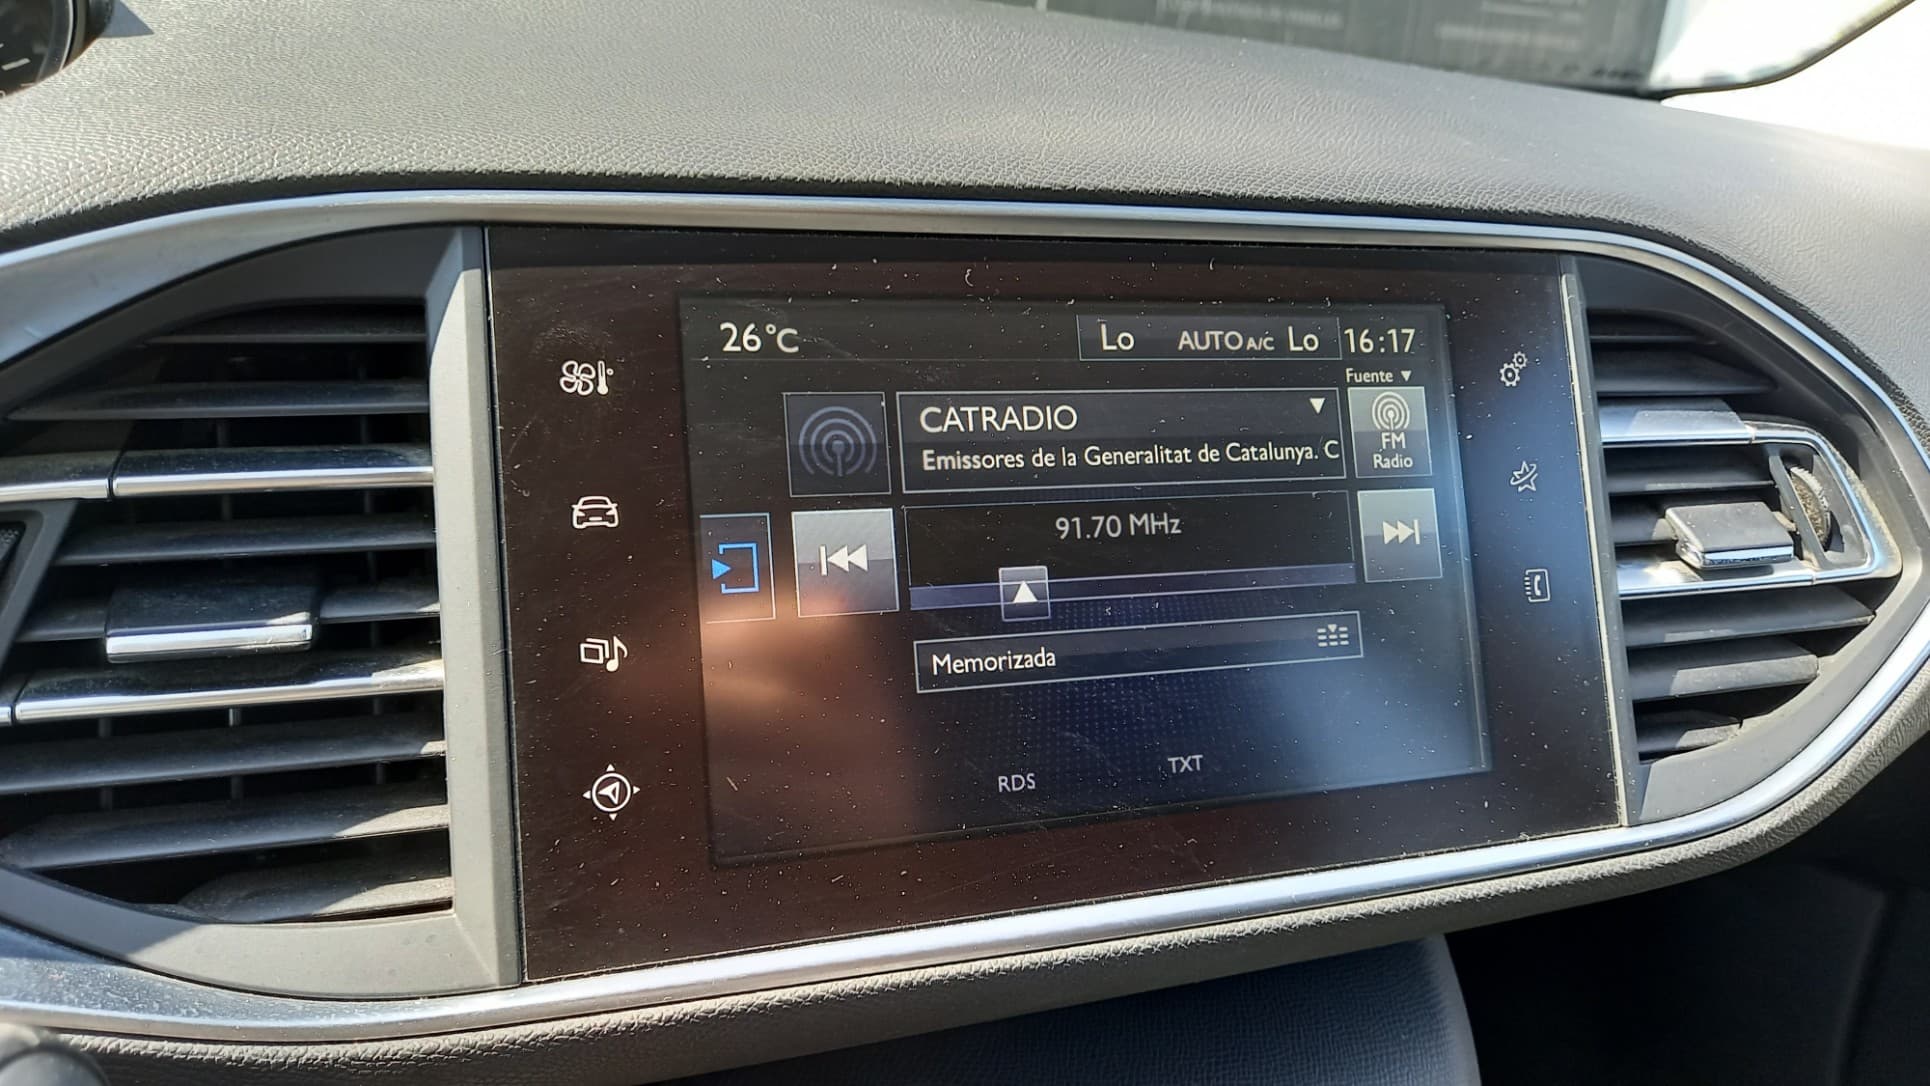 26°C Lo AUTO A/C Lo 16:17
Fuente ▼
CATRADIO ▼
Emissores de la Generalitat de Catalunya. C
FM
Radio
91.70 MHz
Memorizada
RDS TXT